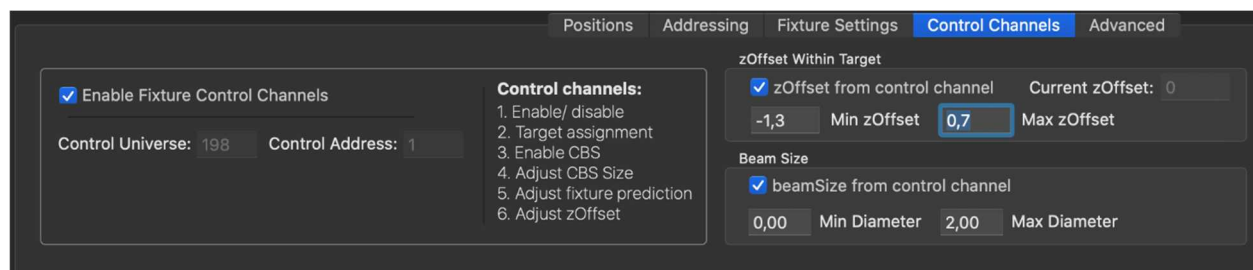 Positions Addressing Fixture Settings Control Channels Advanced
Enable Fixture Control Channels
Control Universe: 198 Control Address: 1
Control channels:
1. Enable/ disable
2. Target assignment
3. Enable CBS
4. Adjust CBS Size
5. Adjust fixture prediction
6. Adjust zOffset
zOffset Within Target
zOffset from control channel Current zOffset: 0
-1,3 Min zOffset 0,7 Max zOffset
Beam Size
beamSize from control channel
0,00 Min Diameter 2,00 Max Diameter